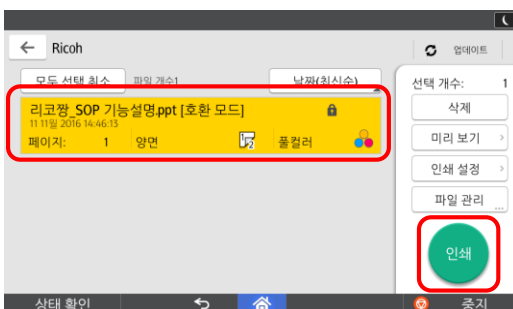 Ricoh
업데이트
모두 선택 취소
파일 개수1
날짜(최신순)
선택 개수: 1
리코짱_SOP 기능설명.ppt [호환 모드]
11 11월 2016 14:46:13
페이지: 1 양면 풀컬러
삭제
미리 보기
인쇄 설정
파일 관리
인쇄
상태 확인
중지